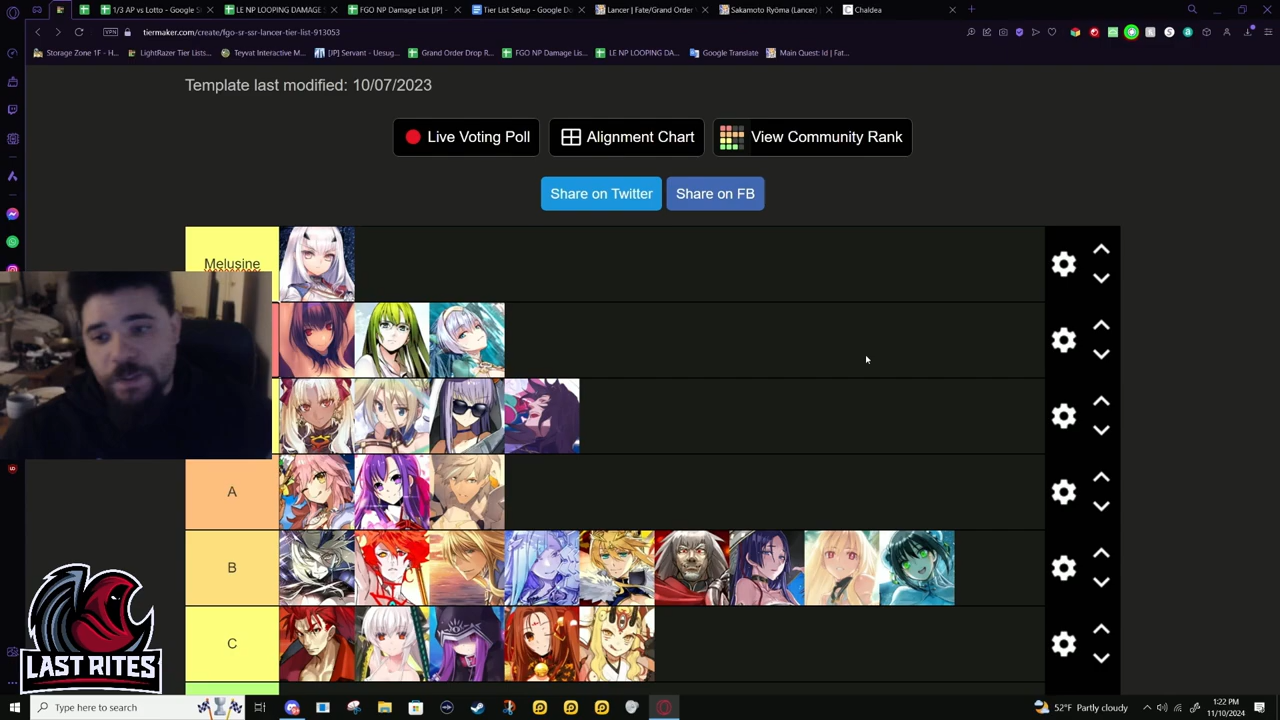 1/3 AP vs Lotto - Google S
LE NP LOOPING DAMAGE S
FGO NP Damage List [JP] -
Tier List Setup - Google Do
Lancer | Fate/Grand Order
Sakamoto Ryōma (Lancer) |
Chaldea
VPN
tiermaker.com/create/fgo-sr-ssr-lancer-tier-list-913053
Storage Zone 1F - H...
LightRazer Tier Lists...
Teyvat Interactive M...
[JP] Servant - Uesug...
Grand Order Drop R...
FGO NP Damage Lis...
LE NP LOOPING DA...
Google Translate
Main Quest: Id | Fat...
Template last modified: 10/07/2023
Live Voting Poll
Alignment Chart
View Community Rank
Share on Twitter
Share on FB
Melusine
A
B
C
LAST RITES
Type here to search
52°F Partly cloudy
1:22 PM
11/10/2024